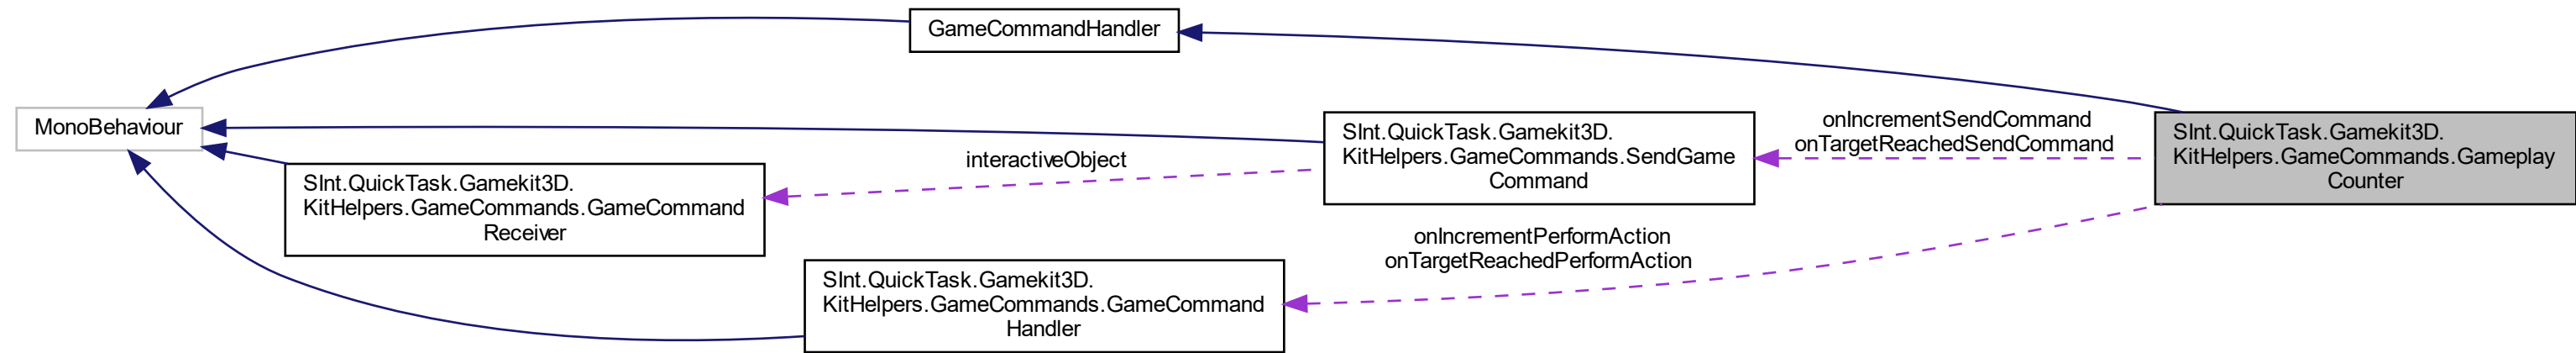 GameCommandHandler
MonoBehaviour
SInt.QuickTask.Gamekit3D.
KitHelpers.GameCommands.GameCommand
Receiver
interactiveObject
SInt.QuickTask.Gamekit3D.
KitHelpers.GameCommands.SendGame
Command
onIncrementSendCommand
onTargetReachedSendCommand
SInt.QuickTask.Gamekit3D.
KitHelpers.GameCommands.Gameplay
Counter
onIncrementPerformAction
onTargetReachedPerformAction
SInt.QuickTask.Gamekit3D.
KitHelpers.GameCommands.GameCommand
Handler